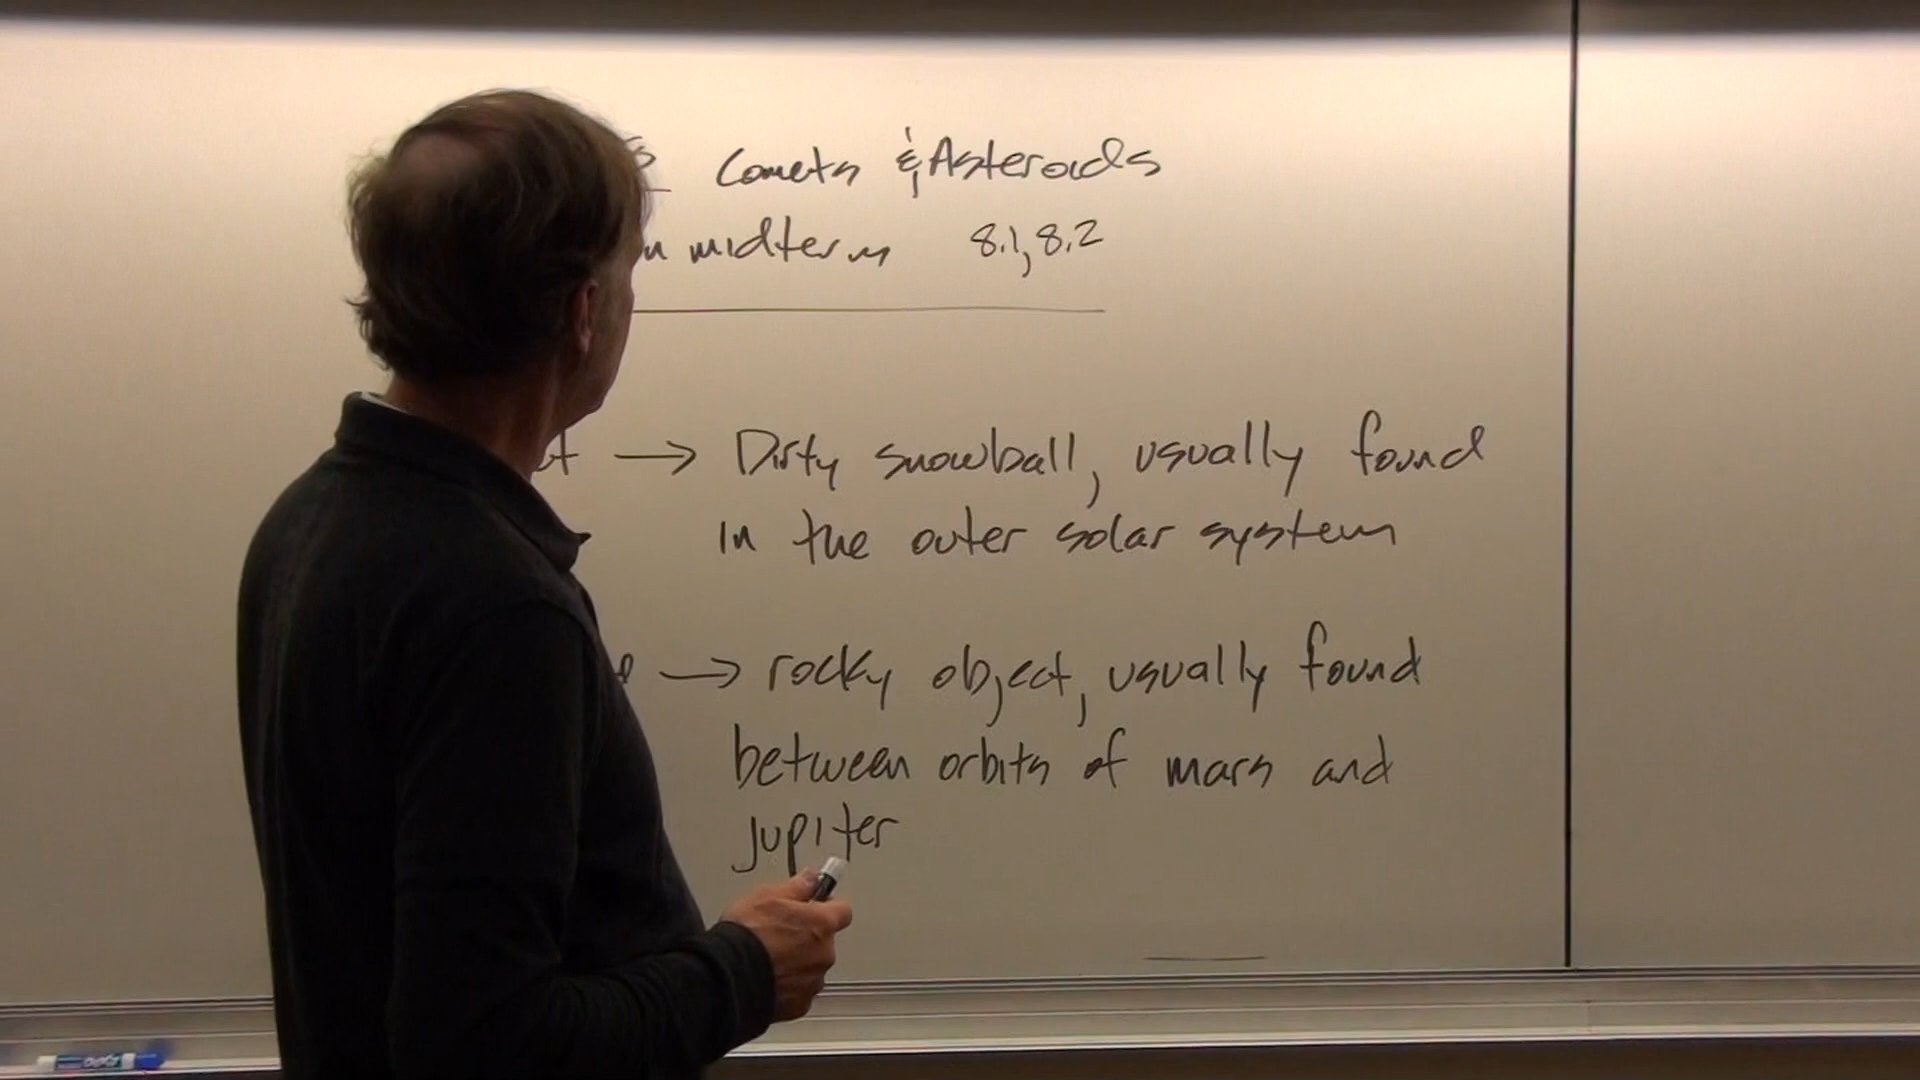 Comets & Asteroids
midterm 8.1, 8.2
→ Dirty snowball, usually found
in the outer solar system
→ rocky object, usually found
between orbits of mars and
jupiter
EXPO